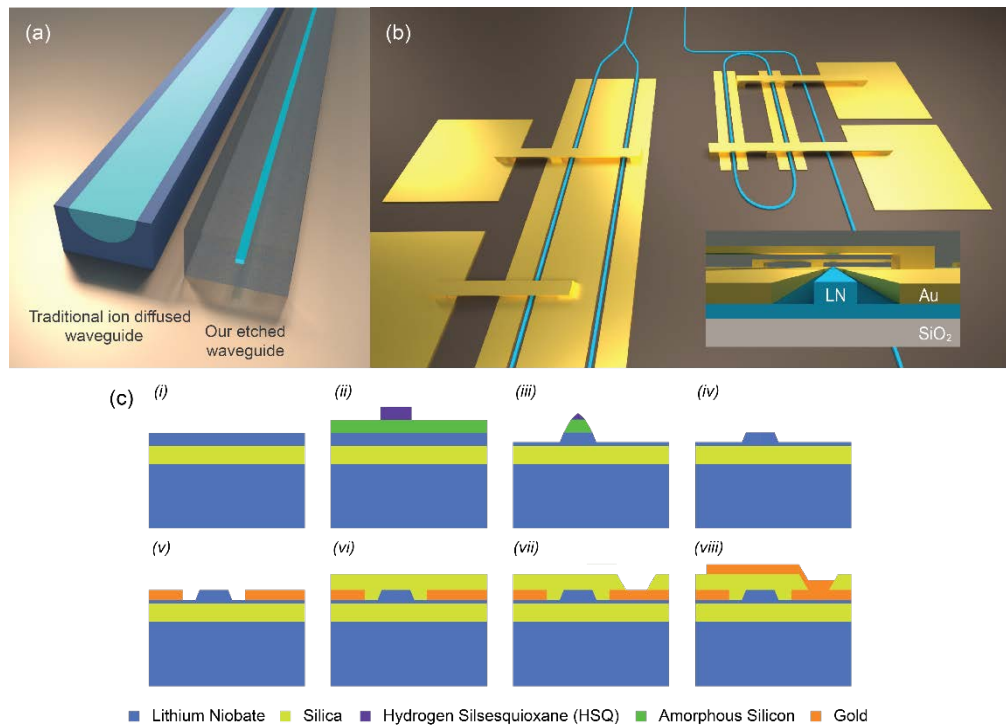 (a)
Traditional ion diffused
waveguide
Our etched
waveguide
(b)
LN
Au
SiO₂
(c)
(i)
(ii)
(iii)
(iv)
(v)
(vi)
(vii)
(viii)
Lithium Niobate
Silica
Hydrogen Silsesquioxane (HSQ)
Amorphous Silicon
Gold